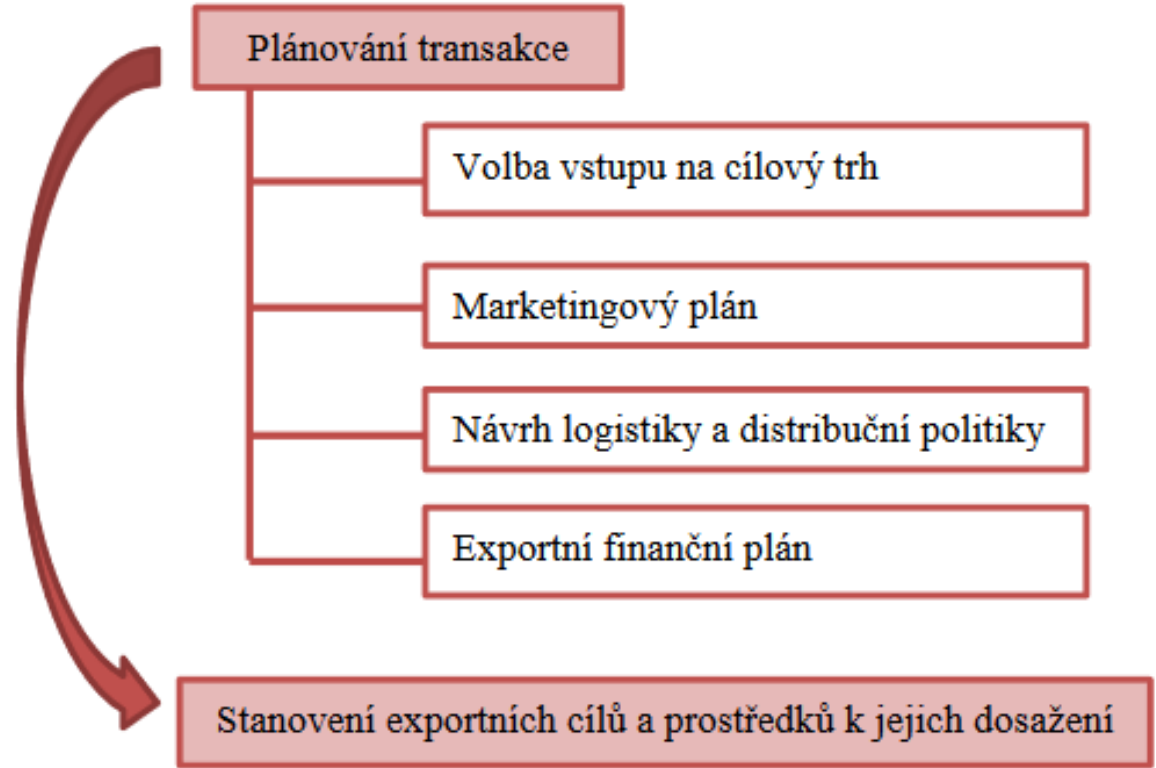 Plánování transakce
Volba vstupu na cílový trh
Marketingový plán
Návrh logistiky a distribuční politiky
Exportní finanční plán
Stanovení exportních cílů a prostředků k jejich dosažení